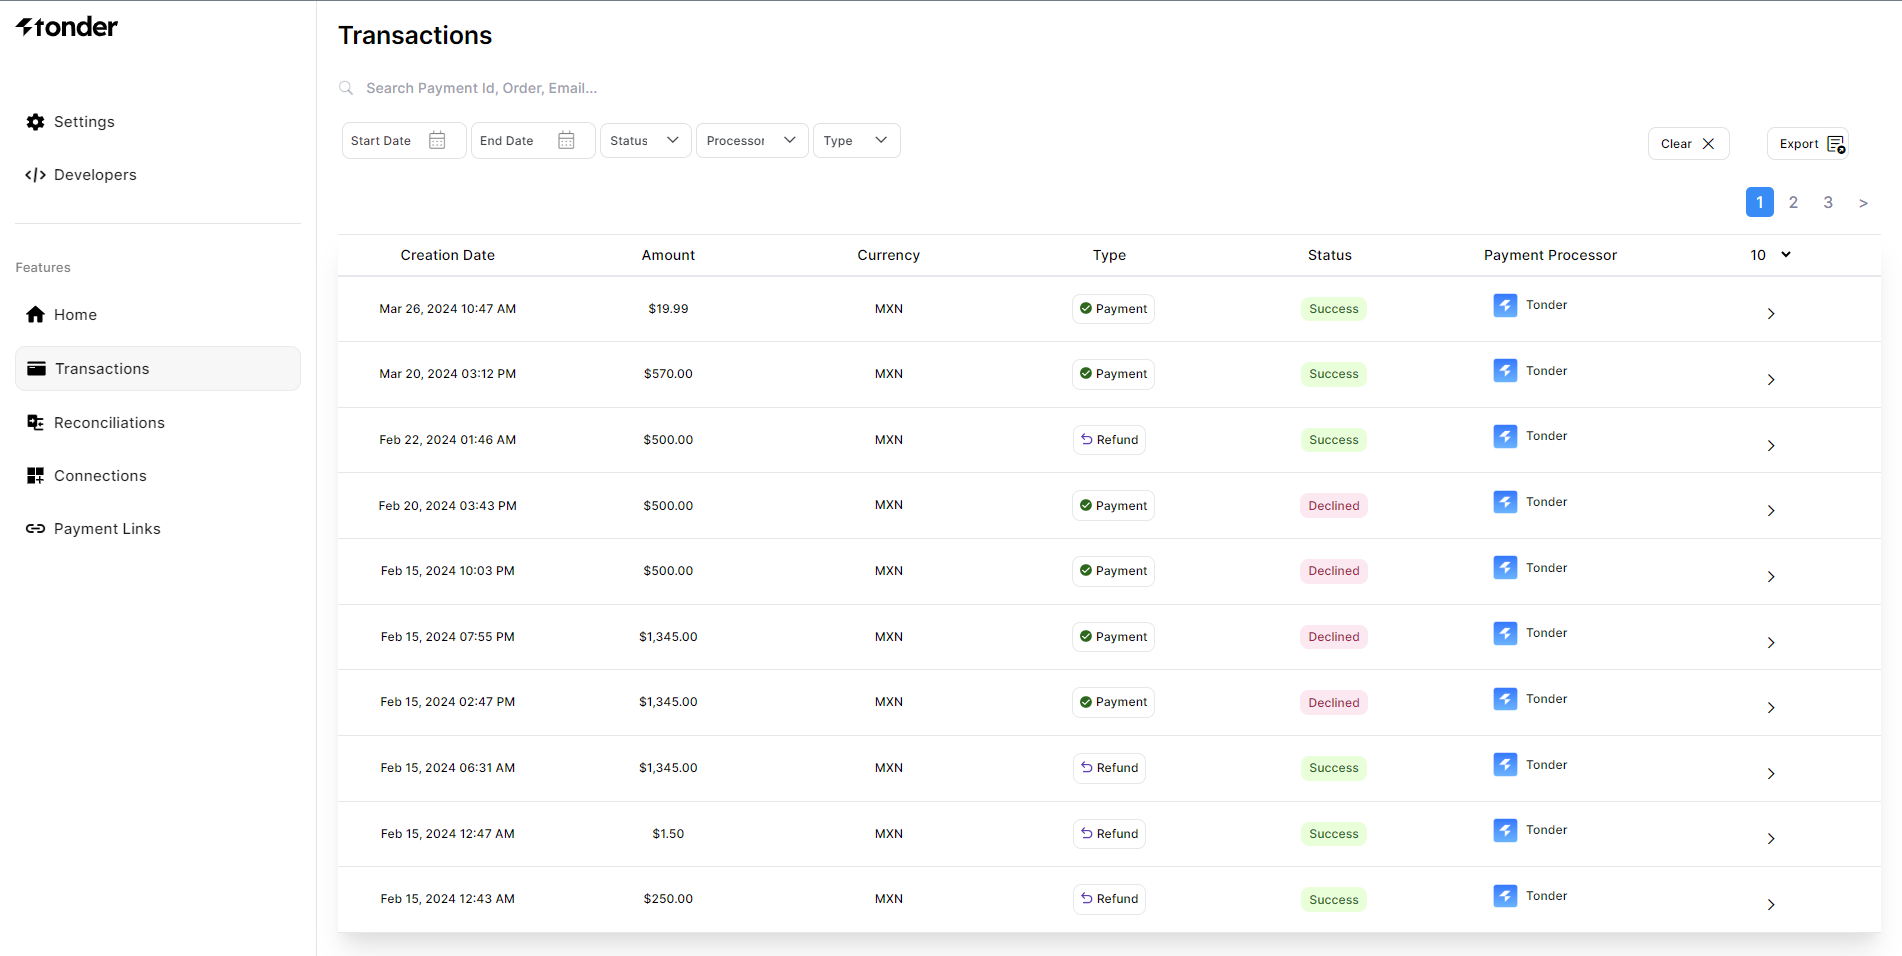 tonder
Settings
Developers
Features
Home
Transactions
Reconciliations
Connections
Payment Links
Transactions
Search Payment Id, Order, Email...
Start Date End Date Status Processor Type Clear Export
1 2 3 >
Creation Date Amount Currency Type Status Payment Processor 10
Mar 26, 2024 10:47 AM $19.99 MXN Payment Success Tonder
Mar 20, 2024 03:12 PM $570.00 MXN Payment Success Tonder
Feb 22, 2024 01:46 AM $500.00 MXN Refund Success Tonder
Feb 20, 2024 03:43 PM $500.00 MXN Payment Declined Tonder
Feb 15, 2024 10:03 PM $500.00 MXN Payment Declined Tonder
Feb 15, 2024 07:55 PM $1,345.00 MXN Payment Declined Tonder
Feb 15, 2024 02:47 PM $1,345.00 MXN Payment Declined Tonder
Feb 15, 2024 06:31 AM $1,345.00 MXN Refund Success Tonder
Feb 15, 2024 12:47 AM $1.50 MXN Refund Success Tonder
Feb 15, 2024 12:43 AM $250.00 MXN Refund Success Tonder